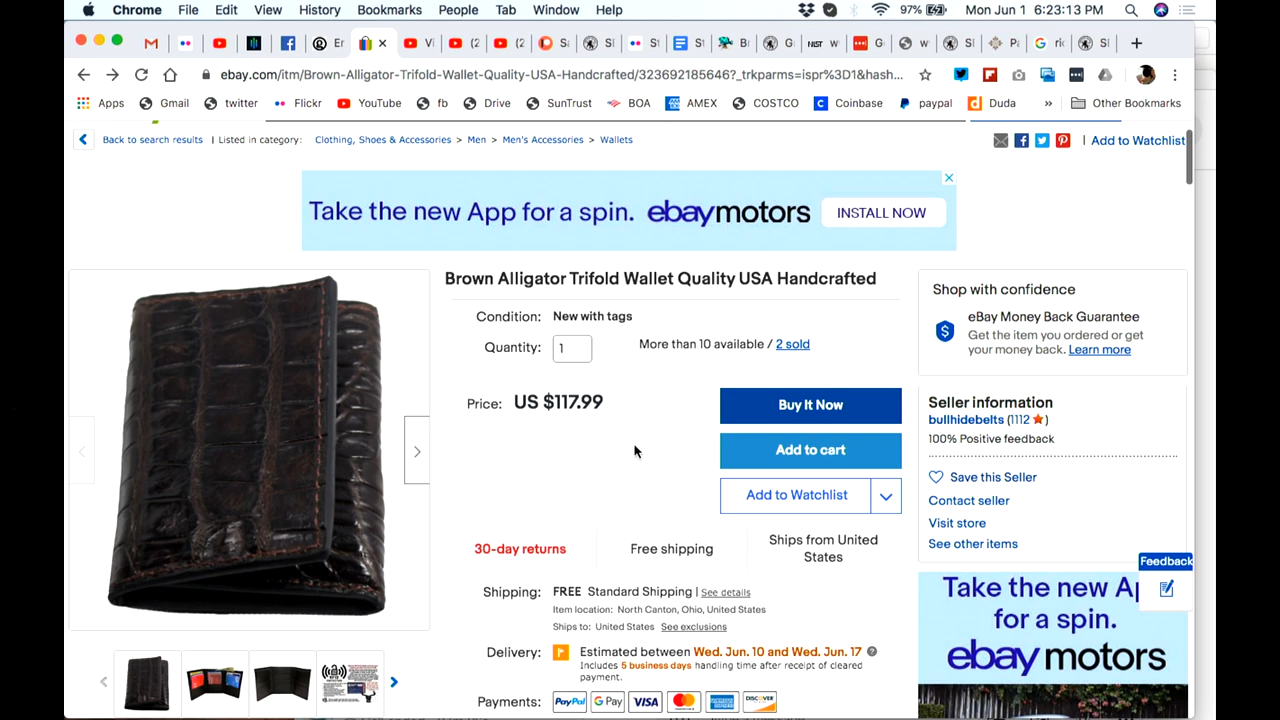 Chrome File Edit View History Bookmarks People Tab Window Help 97% Mon Jun 1 6:23:13 PM
ebay.com/itm/Brown-Alligator-Trifold-Wallet-Quality-USA-Handcrafted/323692185646?_trkparms=ispr%3D1&hash...
Apps Gmail twitter Flickr YouTube fb Drive SunTrust BOA AMEX COSTCO Coinbase paypal Duda » Other Bookmarks
Back to search results | Listed in category: Clothing, Shoes & Accessories > Men > Men's Accessories > Wallets | Add to Watchlist
Take the new App for a spin. ebaymotors INSTALL NOW
Brown Alligator Trifold Wallet Quality USA Handcrafted
Condition: New with tags
Quantity: 1 More than 10 available / 2 sold
Price: US $117.99
Buy It Now
Add to cart
Add to Watchlist
30-day returns
Free shipping
Ships from United
States
Shipping: FREE Standard Shipping | See details
Item location: North Canton, Ohio, United States
Ships to: United States See exclusions
Delivery: Estimated between Wed. Jun. 10 and Wed. Jun. 17
Includes 5 business days handling time after receipt of cleared
payment.
Payments: PayPal G Pay VISA DISCOVER
Shop with confidence
eBay Money Back Guarantee
Get the item you ordered or get
your money back. Learn more
Seller information
bullhidebelts (1112)
100% Positive feedback
Save this Seller
Contact seller
Visit store
See other items
Feedback
Take the new Ap
for a spin.
ebaymotors